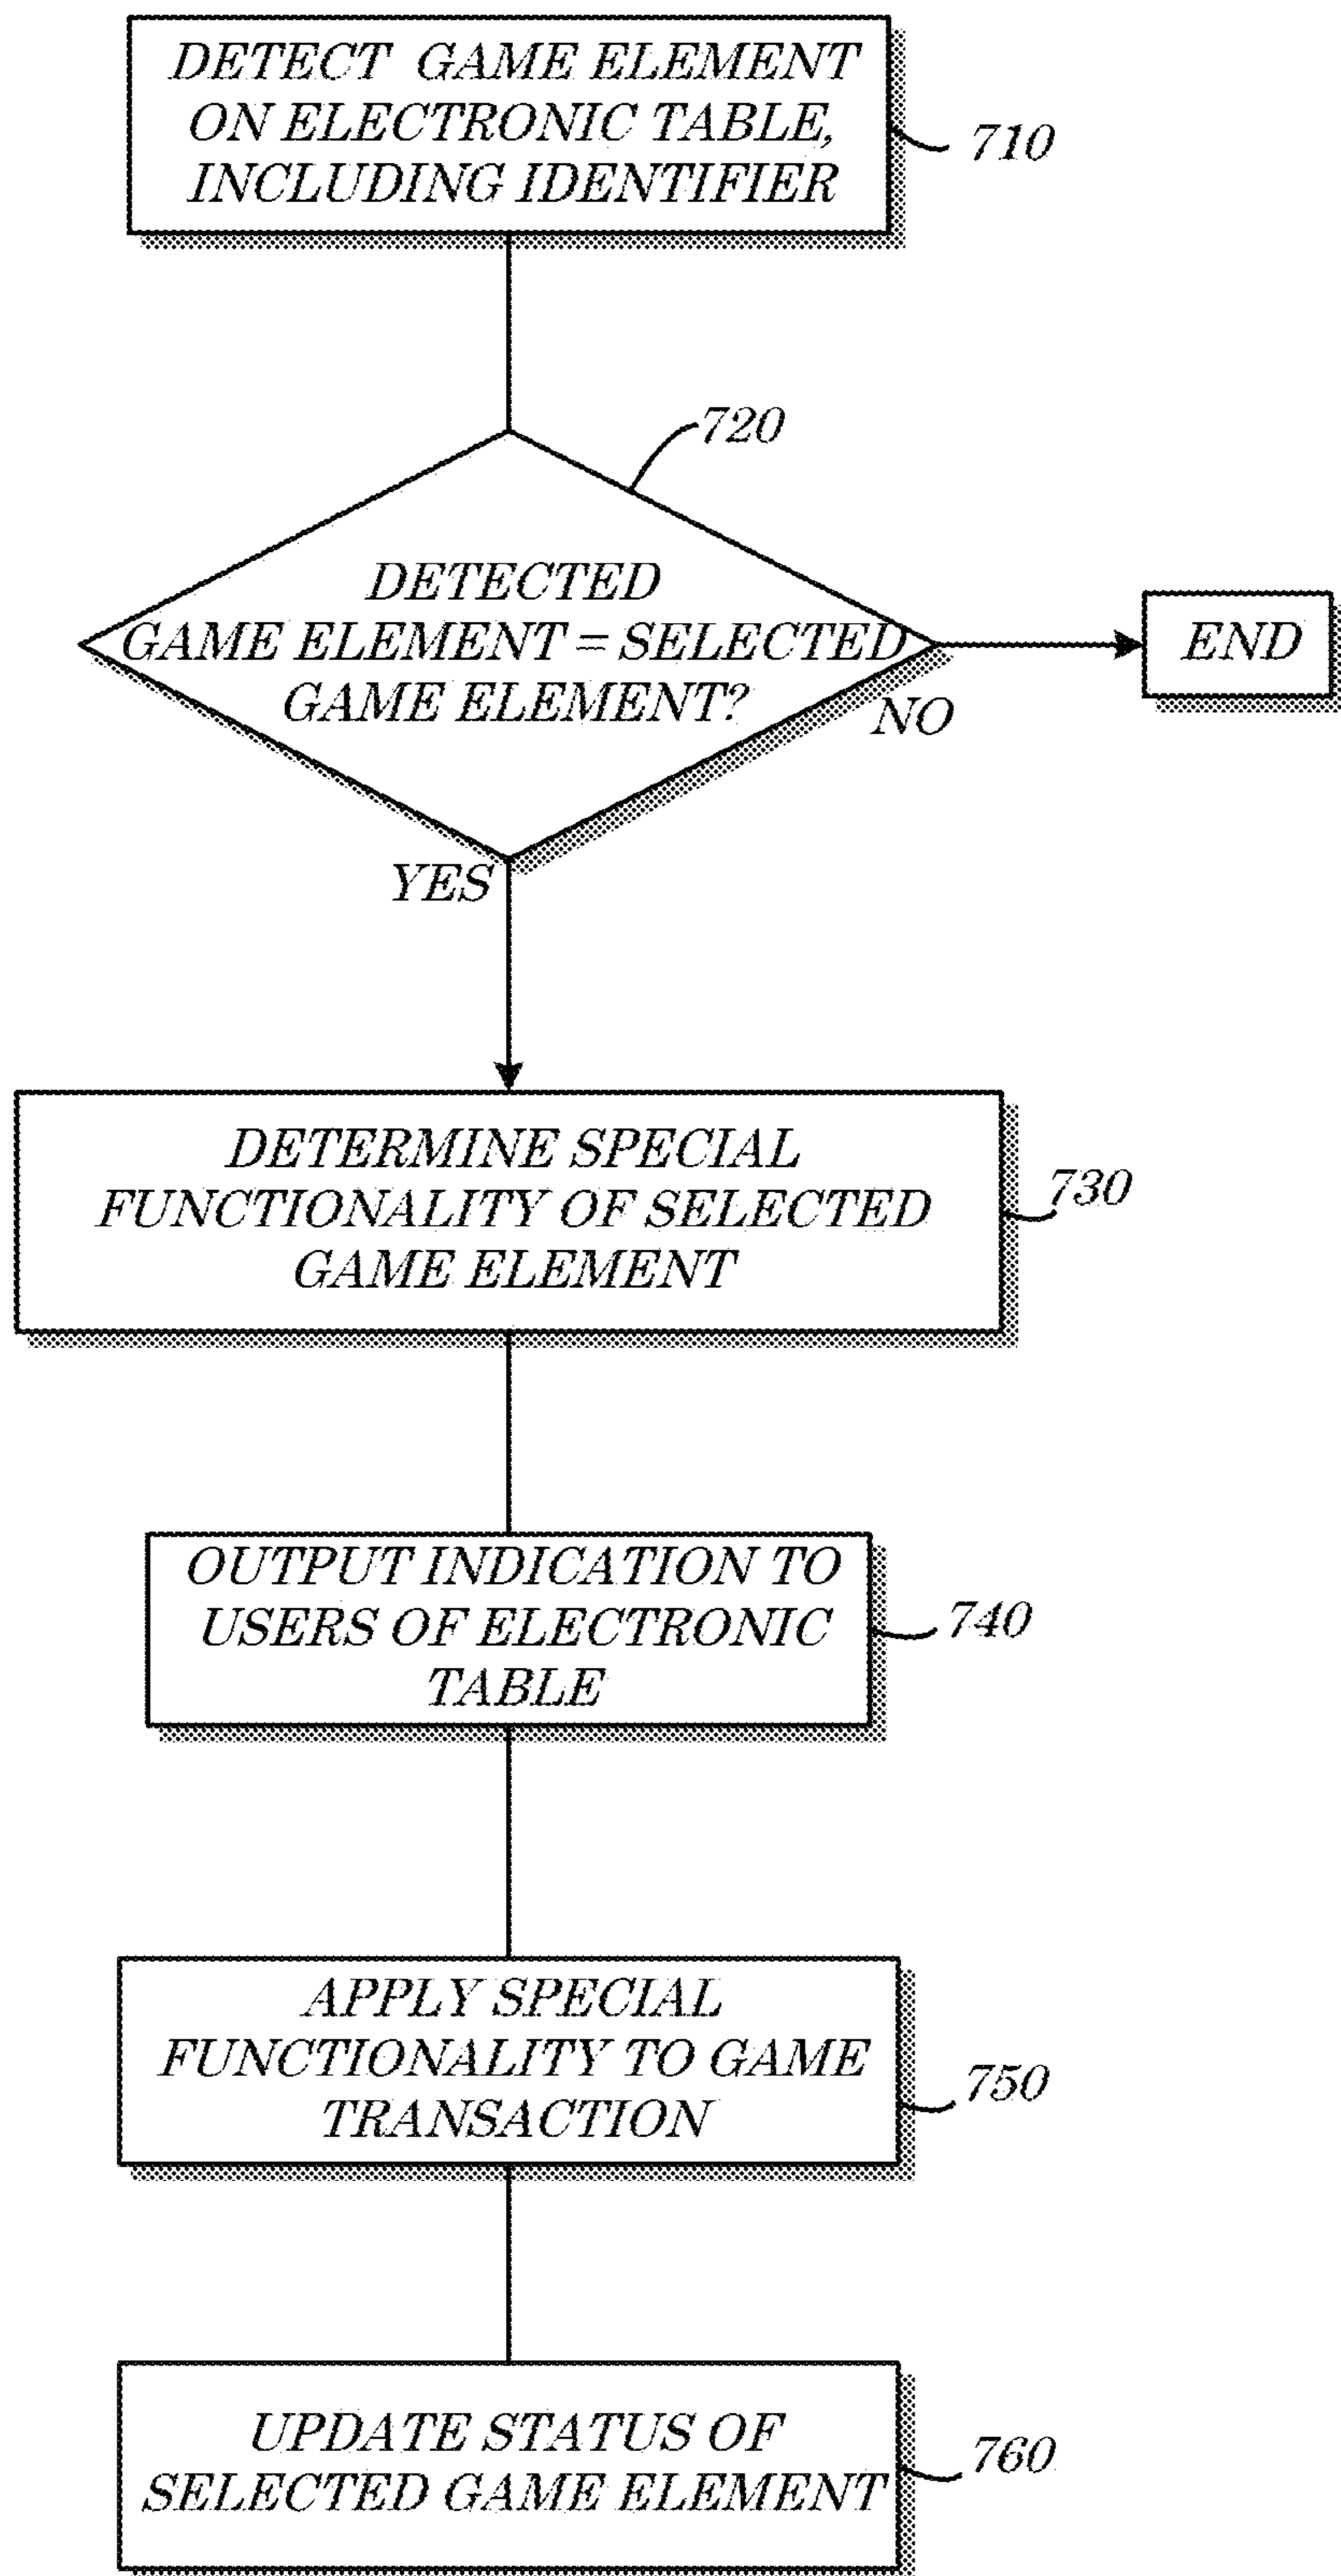 DETECT GAME ELEMENT
ON ELECTRONIC TABLE,
INCLUDING IDENTIFIER
710
720
DETECTED
GAME ELEMENT = SELECTED
GAME ELEMENT?
END
NO
YES
DETERMINE SPECIAL
FUNCTIONALITY OF SELECTED
GAME ELEMENT
730
OUTPUT INDICATION TO
USERS OF ELECTRONIC
TABLE
740
APPLY SPECIAL
FUNCTIONALITY TO GAME
TRANSACTION
750
UPDATE STATUS OF
SELECTED GAME ELEMENT
760